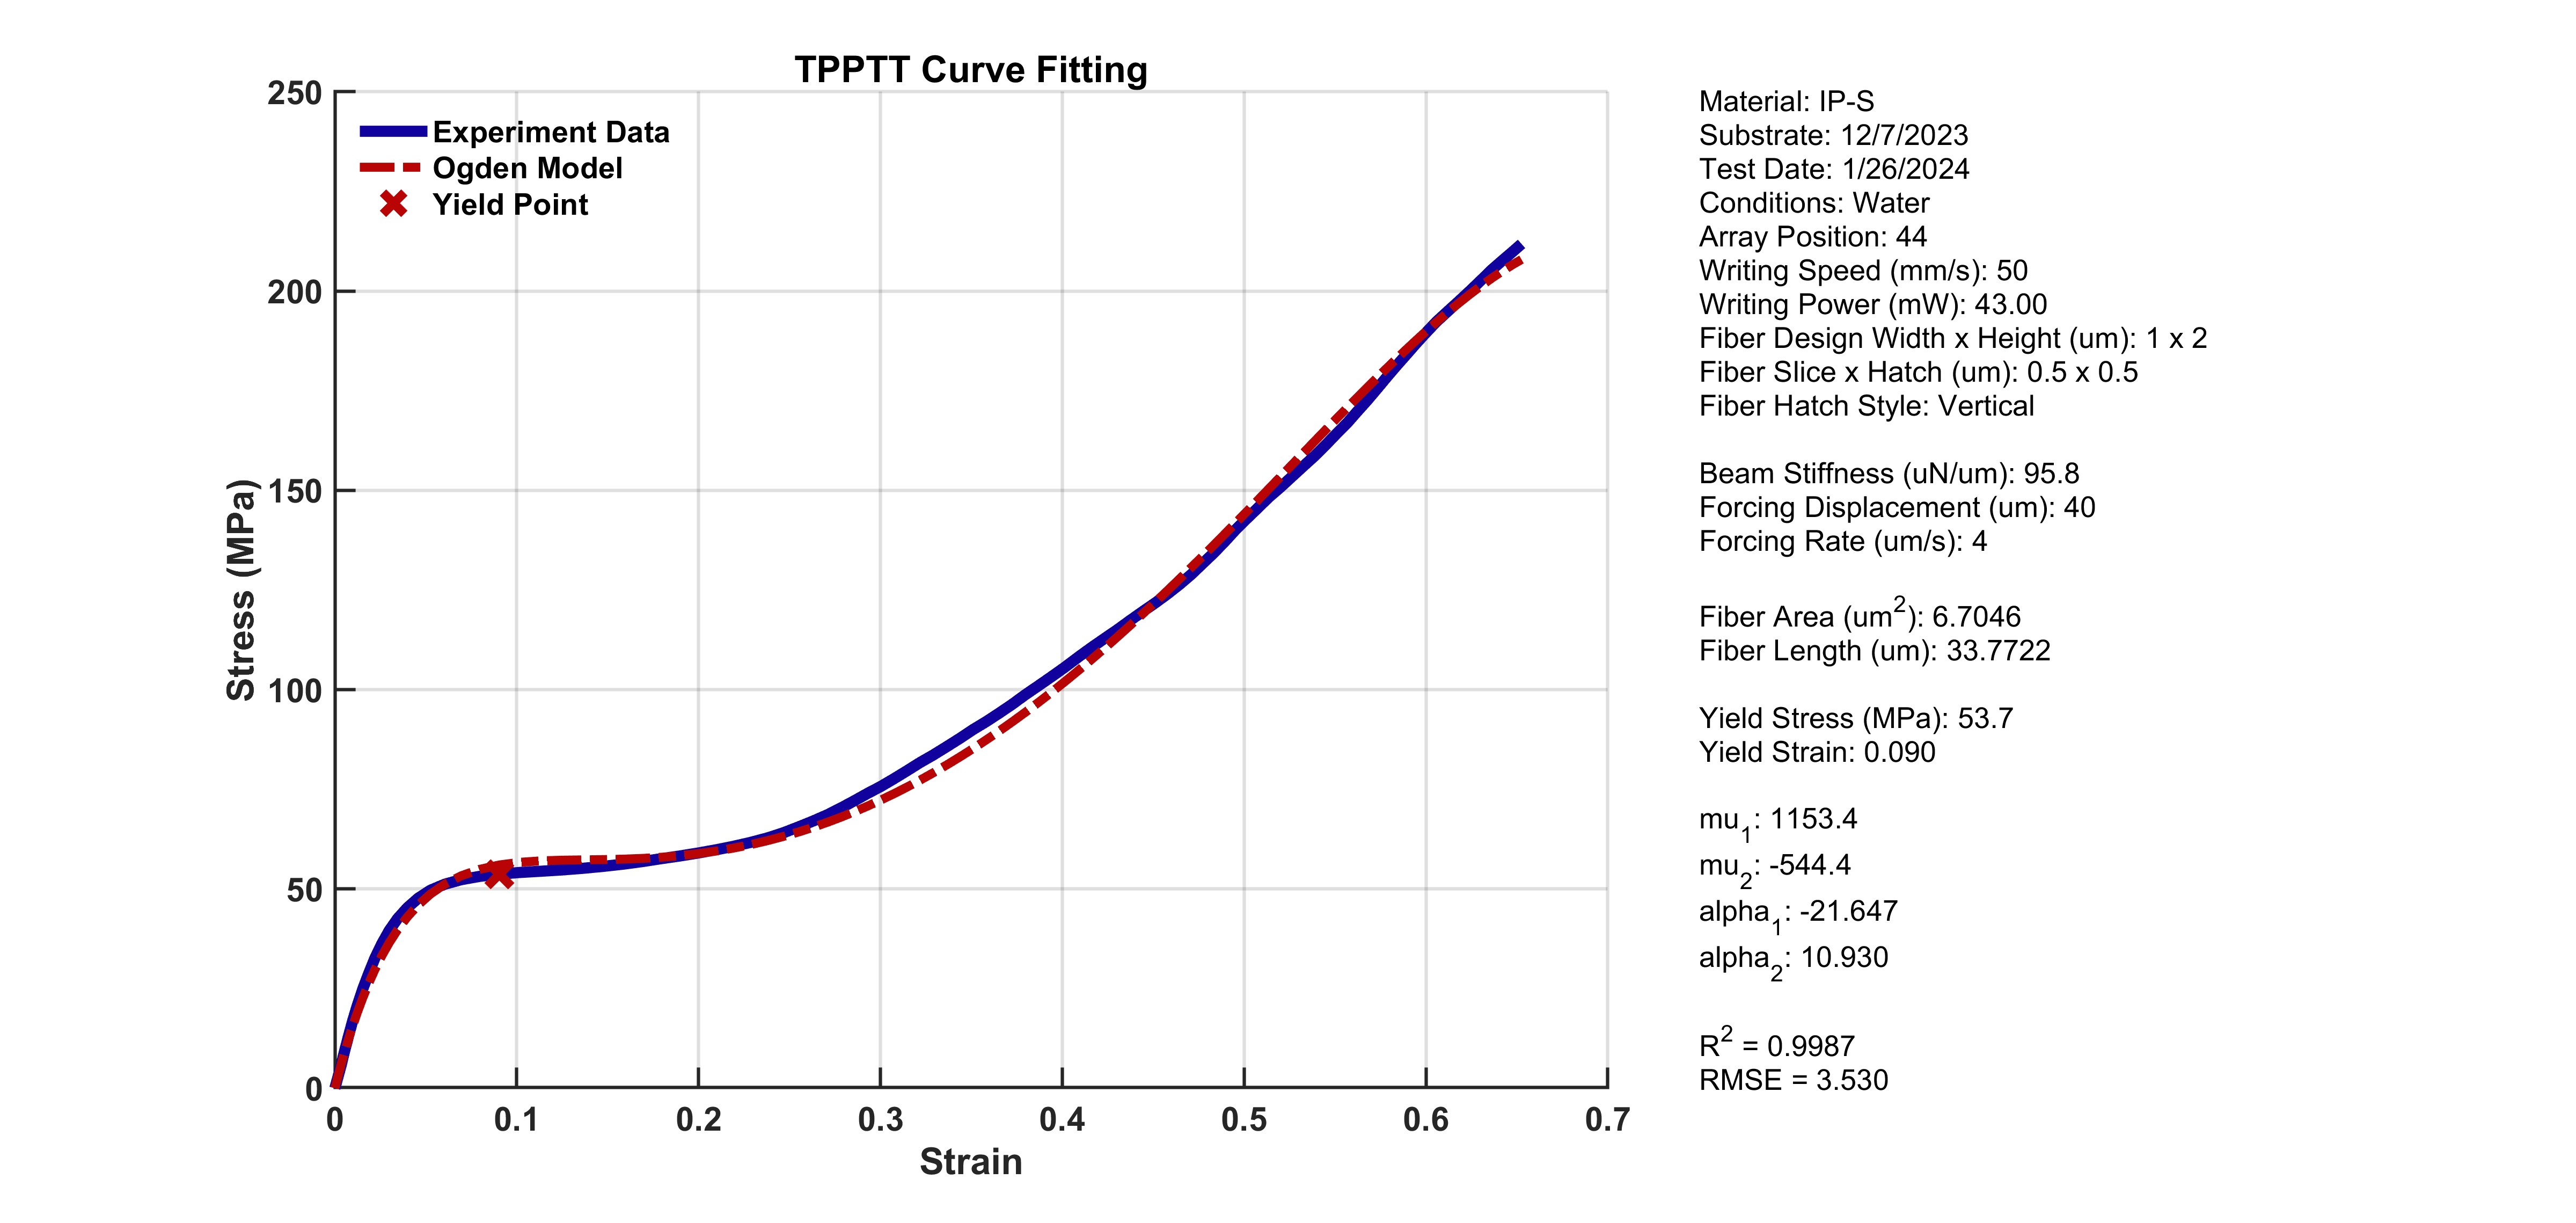 TPPTT Curve Fitting
250
200
150
100
50
0
Stress (MPa)
Experiment Data
Ogden Model
Yield Point
0
0.1
0.2
0.3
0.4
0.5
0.6
0.7
Strain
Material: IP-S
Substrate: 12/7/2023
Test Date: 1/26/2024
Conditions: Water
Array Position: 44
Writing Speed (mm/s): 50
Writing Power (mW): 43.00
Fiber Design Width x Height (um): 1 x 2
Fiber Slice x Hatch (um): 0.5 x 0.5
Fiber Hatch Style: Vertical
Beam Stiffness (uN/um): 95.8
Forcing Displacement (um): 40
Forcing Rate (um/s): 4
Fiber Area (um²): 6.7046
Fiber Length (um): 33.7722
Yield Stress (MPa): 53.7
Yield Strain: 0.090
mu₁: 1153.4
mu₂: -544.4
alpha₁: -21.647
alpha₂: 10.930
R² = 0.9987
RMSE = 3.530